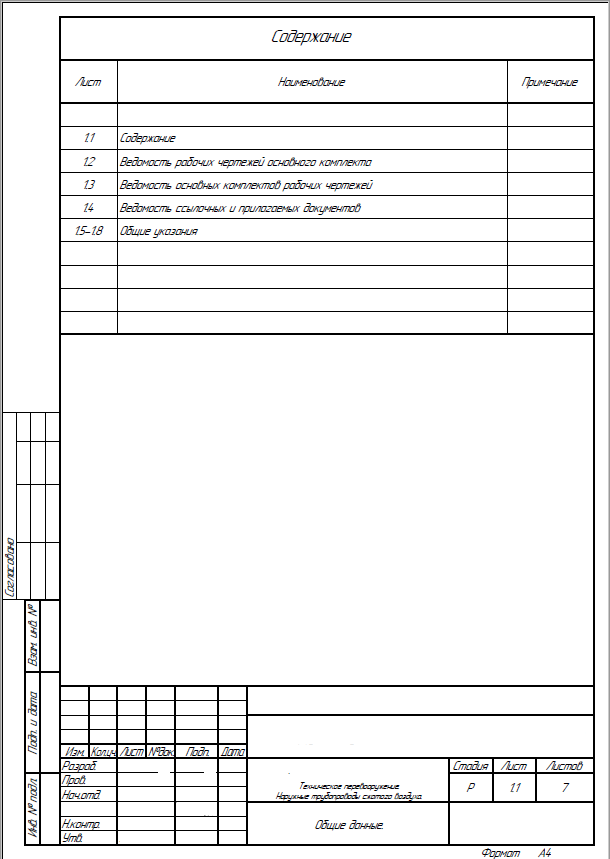 Содержание
Лист Наименование Примечание
1.1 Содержание
1.2 Ведомость рабочих чертежей основного комплекта
1.3 Ведомость основных комплектов рабочих чертежей
1.4 Ведомость ссылочных и прилагаемых документов
1.5-1.8 Общие указания
Согласовано
Взам. инв. №
Подп. и дата
Инв. № подл.
Изм. Кол.уч Лист №док. Подп. Дата
Разраб.
Пров.
Нач.отд.
Н.контр.
Утв.
Техническое перевооружение.
Наружные трубопроводы сжатого воздуха.
Стадия Лист Листов
Р 1.1 7
Общие данные.
Формат А4